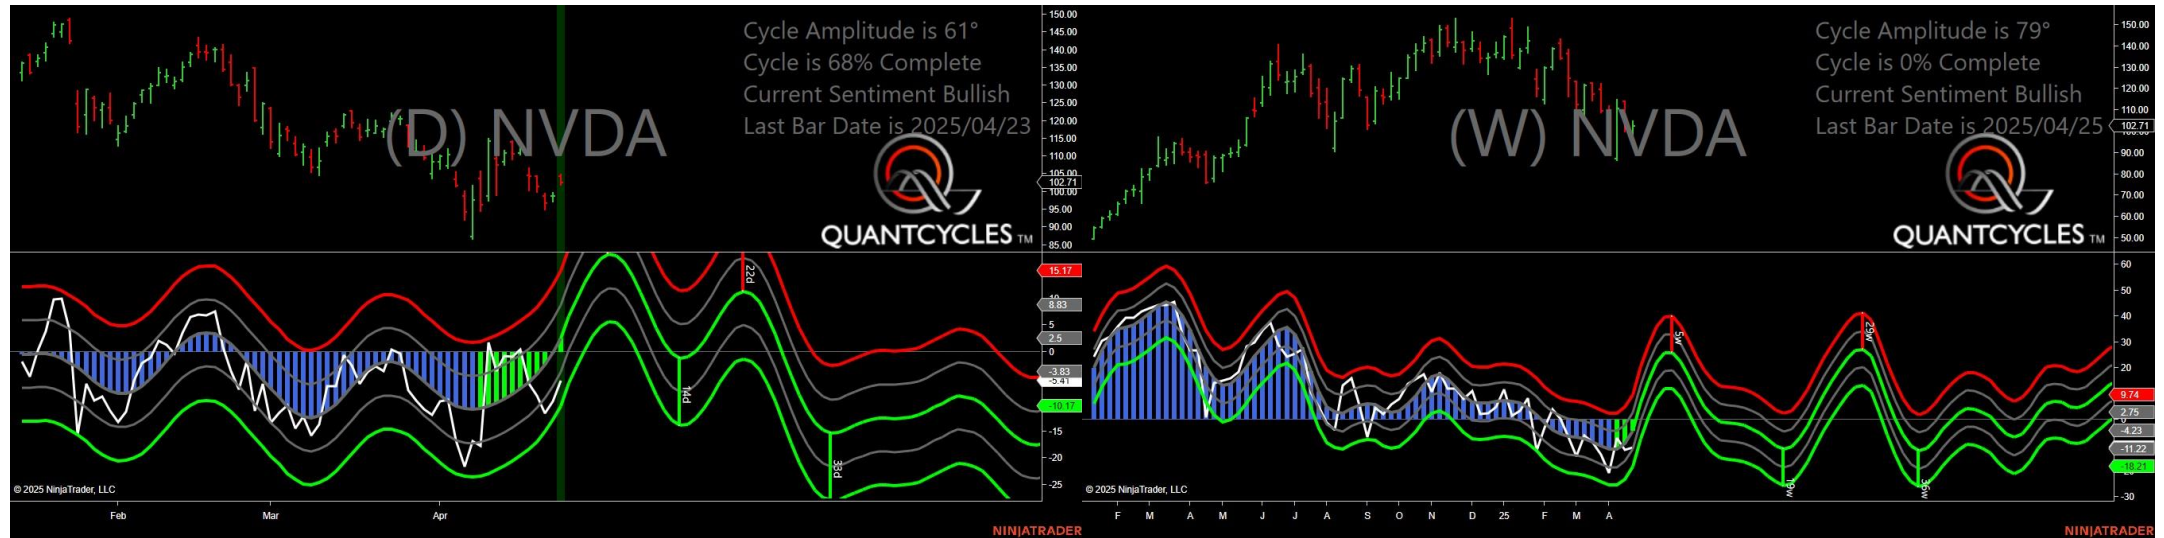 Cycle Amplitude is 61°
Cycle is 68% Complete
Current Sentiment Bullish
Last Bar Date is 2025/04/23
(D) NVDA
QUANTCYCLES TM
150.00
145.00
140.00
135.00
130.00
125.00
120.00
115.00
110.00
105.00
102.71
100.00
95.00
90.00
85.00
22d
14d
33d
15.17
10
8.83
5
2.5
0
-3.83
-5.41
-10.17
-15
-20
-25
© 2025 NinjaTrader, LLC
Feb Mar Apr
NINJATRADER
Cycle Amplitude is 79°
Cycle is 0% Complete
Current Sentiment Bullish
Last Bar Date is 2025/04/25
(W) NVDA
QUANTCYCLES TM
150.00
140.00
130.00
120.00
110.00
102.71
100.00
90.00
80.00
70.00
60.00
50.00
5w
19w
29w
36w
60
50
40
30
20
9.74
2.75
0
-4.23
-11.22
-18.21
-30
© 2025 NinjaTrader, LLC
F M A M J J A S O N D 25 F M A
NINJATRADER